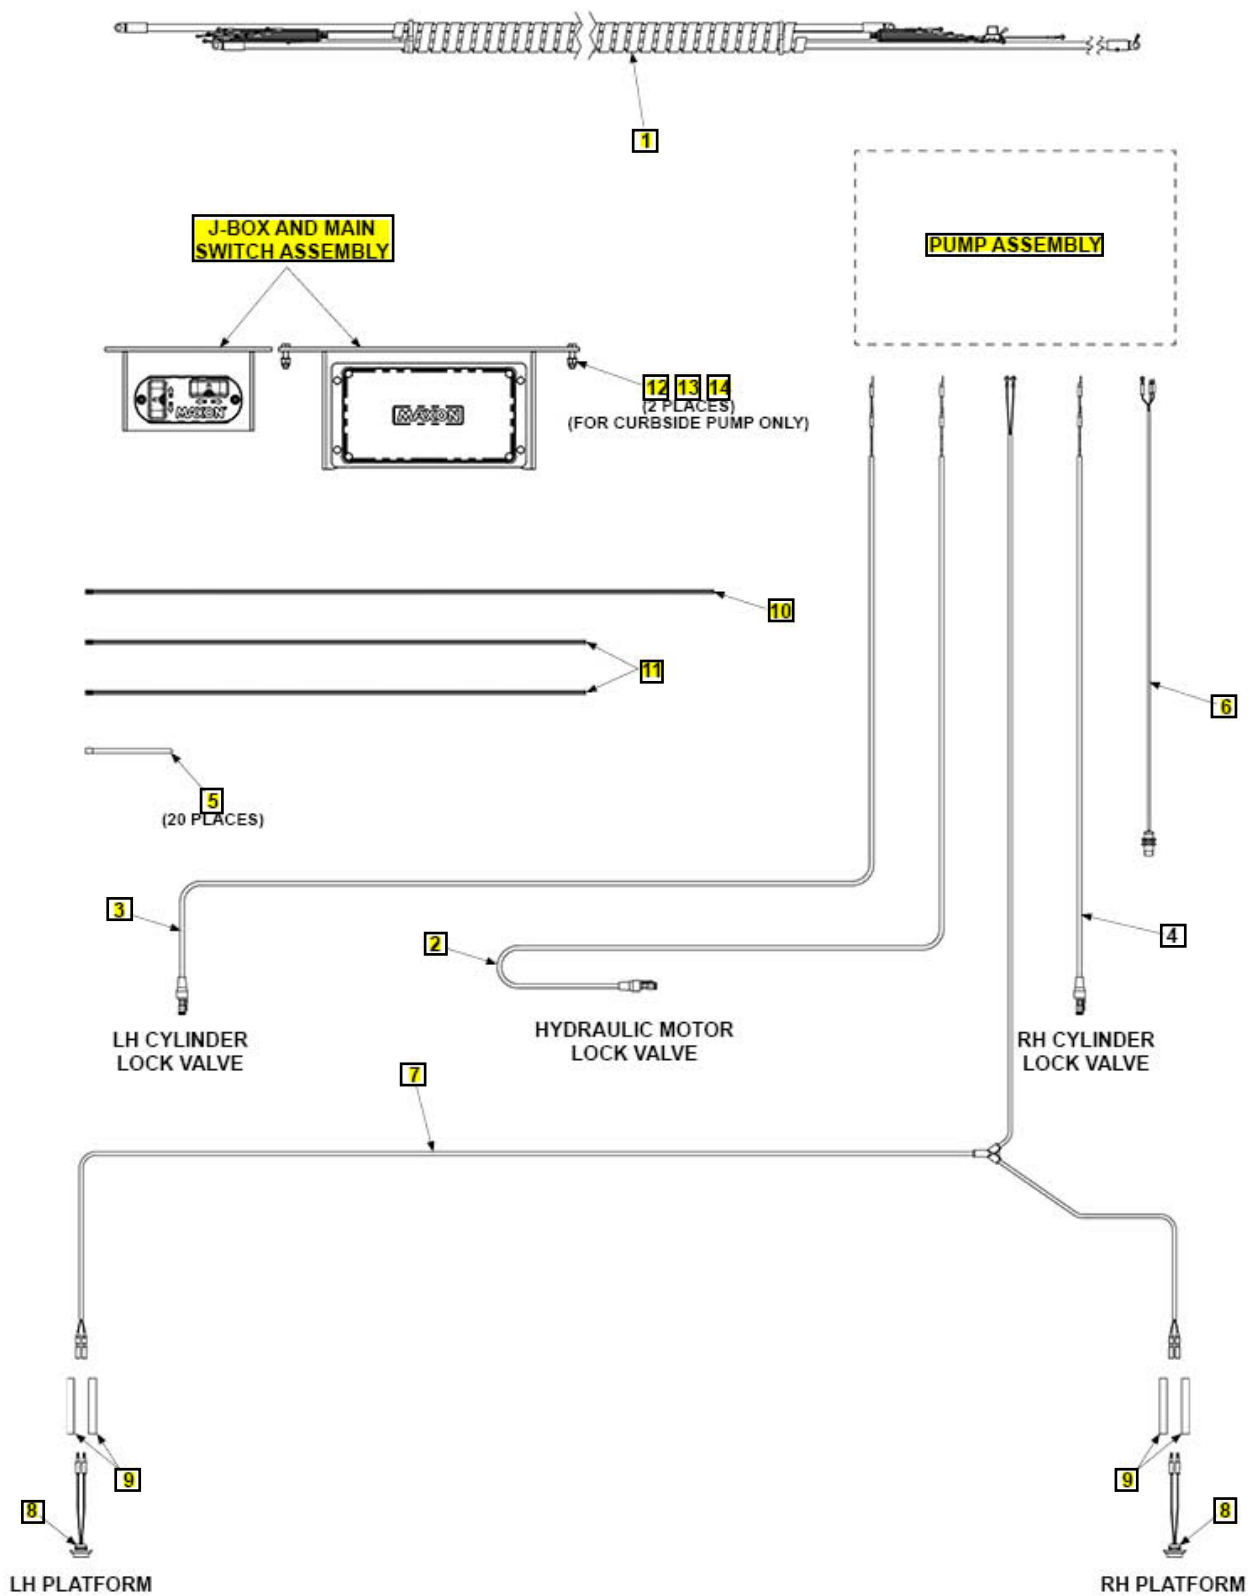 1
J-BOX AND MAIN
SWITCH ASSEMBLY
PUMP ASSEMBLY
MAXON
MAXON
12 13 14
(2 PLACES)
(FOR CURBSIDE PUMP ONLY)
10
11
6
5
(20 PLACES)
3
2
4
LH CYLINDER
LOCK VALVE
HYDRAULIC MOTOR
LOCK VALVE
RH CYLINDER
LOCK VALVE
7
9
9
8
8
LH PLATFORM
RH PLATFORM